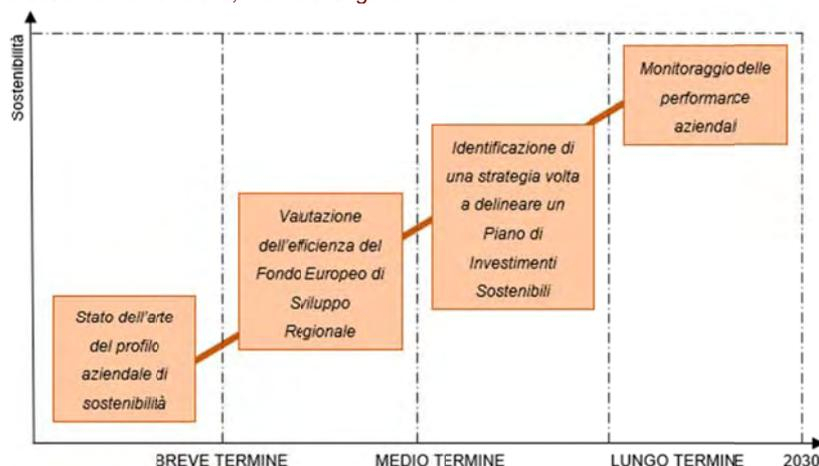 Sostenibilità
Stato dell'arte
del profilo
aziendale di
sostenibilità
Vautazione
dell'efficienza del
Fondo Europeo di
Sviluppo
Regionale
Identificazione di
una strategia volta
a delineare un
Piano di
Investimenti
Sostenibili
Monitoraggio delle
performance
aziendai
BREVE TERMINE
MEDIO TERMINE
LUNGO TERMINE
2030